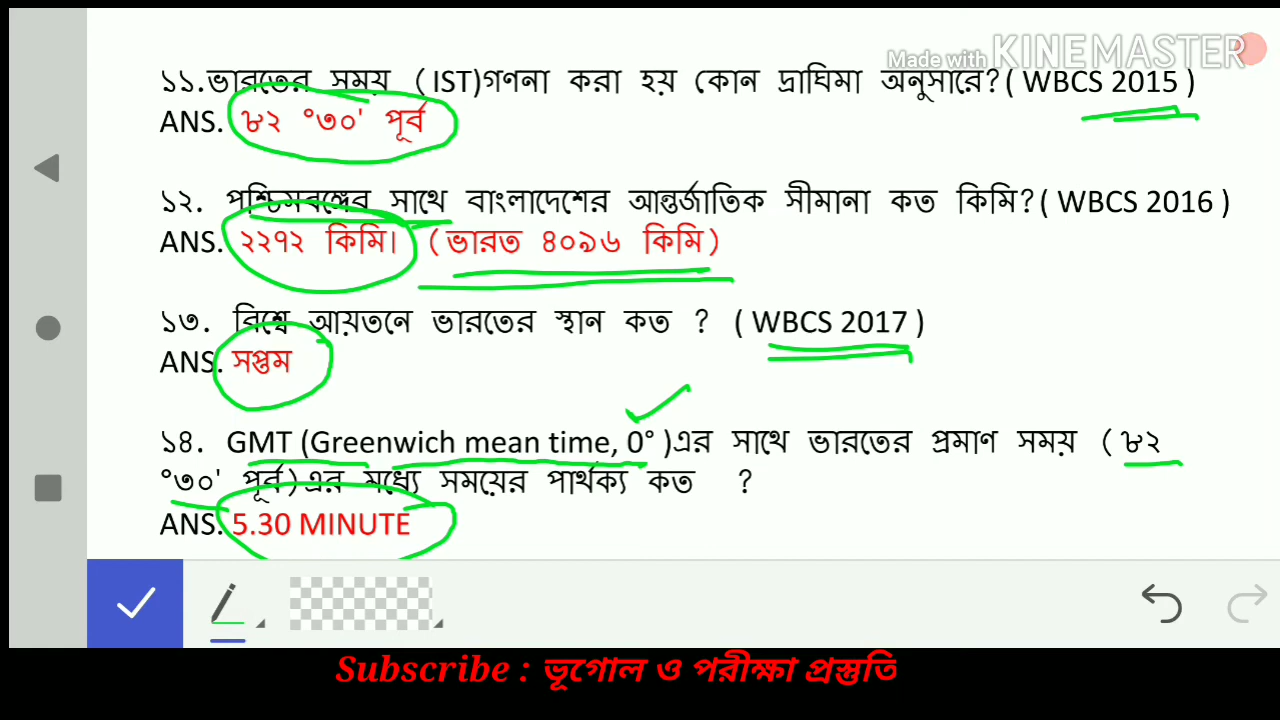 Made with KINEMASTER
১১.ভারতের সময় (IST)গণনা করা হয় কোন দ্রাঘিমা অনুসারে?( WBCS 2015 )
ANS. ৮২ °৩০' পূর্ব
১২. পশ্চিমবঙ্গের সাথে বাংলাদেশের আন্তর্জাতিক সীমানা কত কিমি?( WBCS 2016 )
ANS. ২২৭২ কিমি। (ভারত ৪০৯৬ কিমি)
১৩. বিশ্বে আয়তনে ভারতের স্থান কত ? ( WBCS 2017 )
ANS. সপ্তম
১৪. GMT (Greenwich mean time, 0° )এর সাথে ভারতের প্রমাণ সময় (৮২
°৩০' পূর্ব)এর মধ্যে সময়ের পার্থক্য কত ?
ANS. 5.30 MINUTE
Subscribe : ভূগোল ও পরীক্ষা প্রস্তুতি